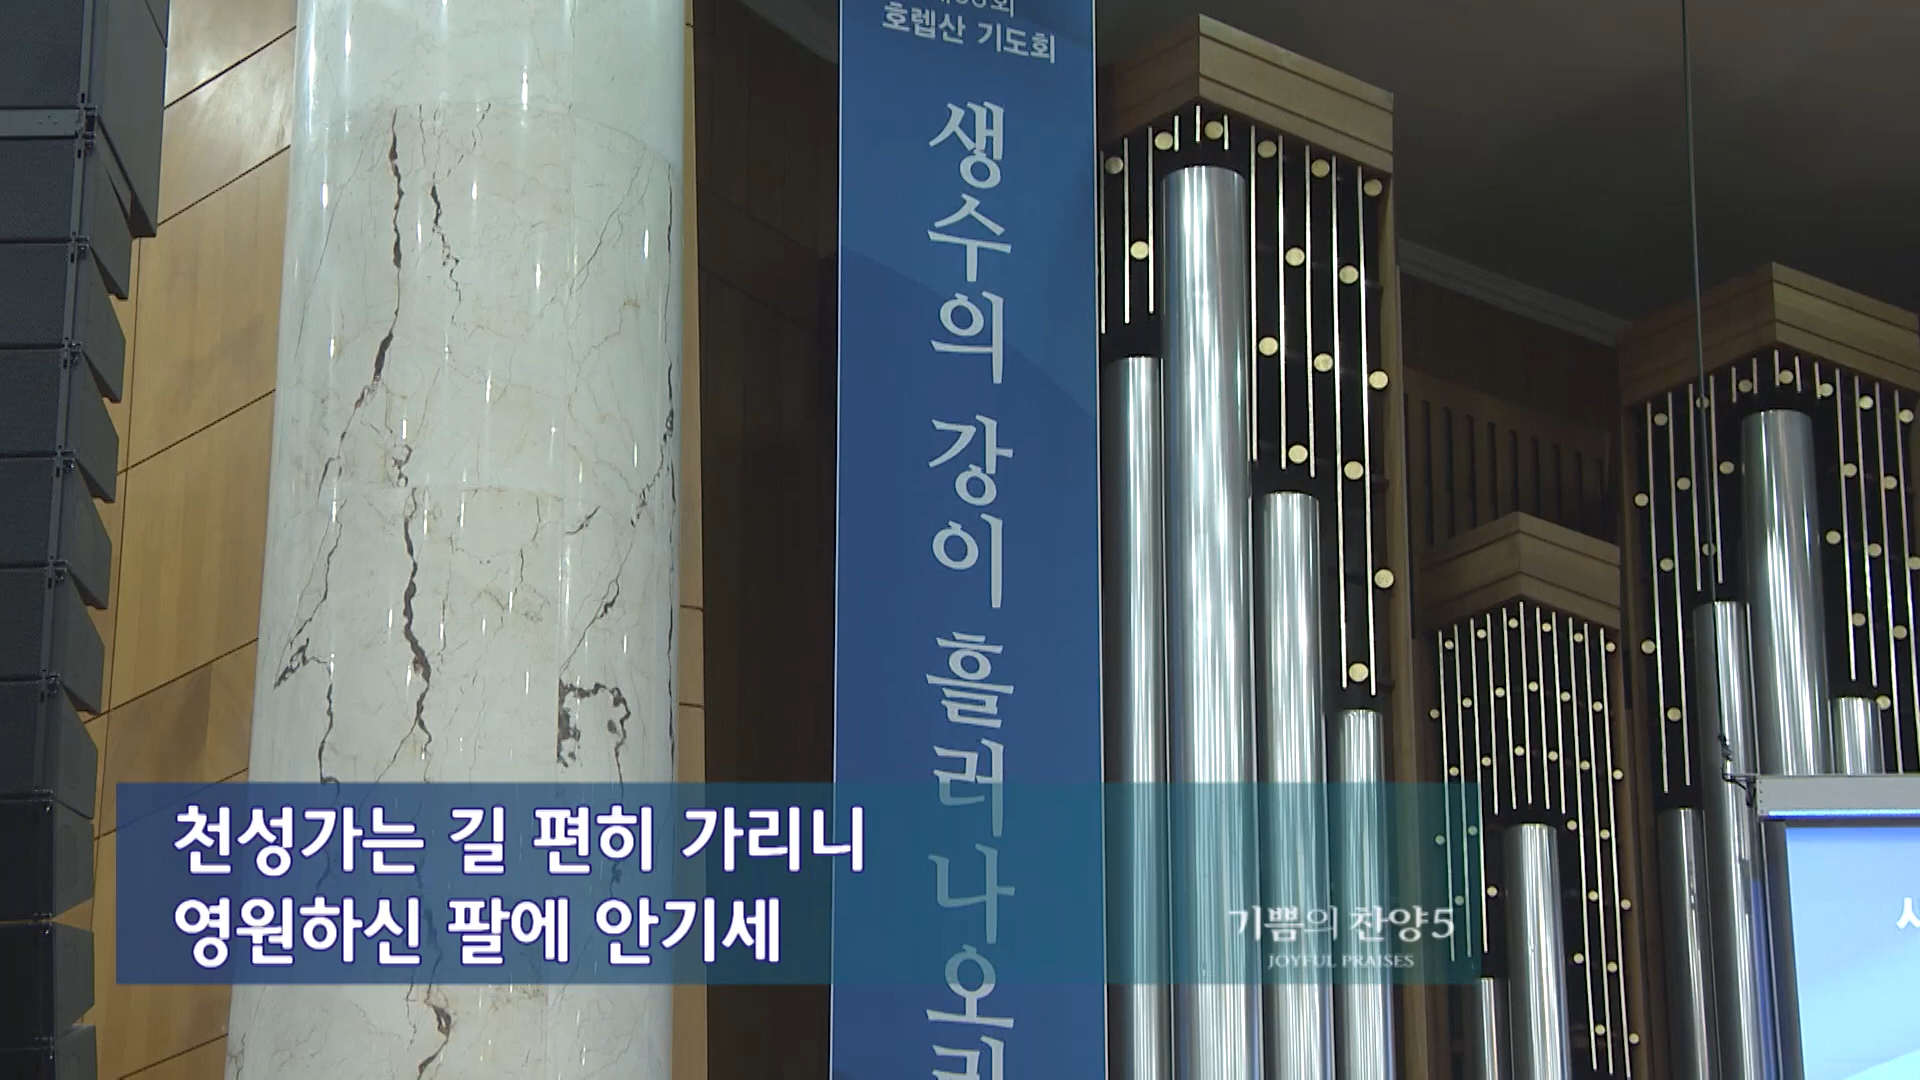 호렙산 기도회
생수의 강이 흘러나오
천성가는 길 편히 가리니
영원하신 팔에 안기세
기쁨의 찬양5
JOYFUL PRAISES